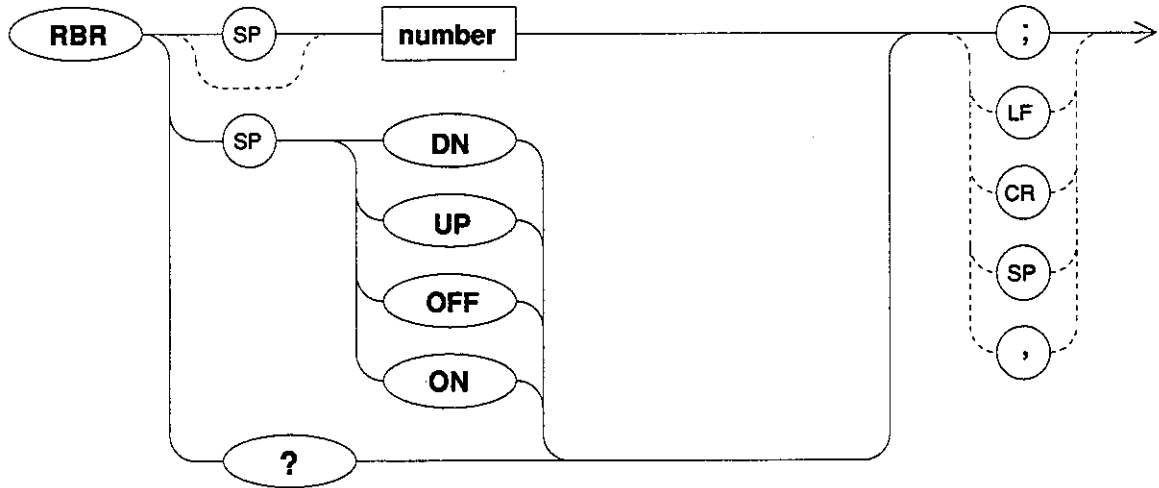 RBR SP number ;
LF
SP DN
CR
UP
SP
OFF
,
ON
?